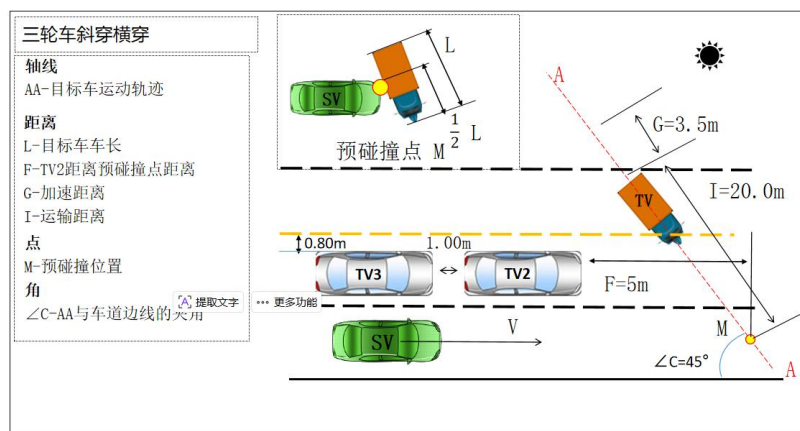 三轮车斜穿横穿
轴线
AA-目标车运动轨迹
距离
L-目标车车长
F-TV2距离预碰撞点距离
G-加速距离
I-运输距离
点
M-预碰撞位置
角
∠C-AA与车道边线的夹角
提取文字
更多功能
SV
L
1/2 L
预碰撞点 M
A
G=3.5m
I=20.0m
TV
0.80m
1.00m
TV3
TV2
F=5m
SV
V
M
∠C=45°
A